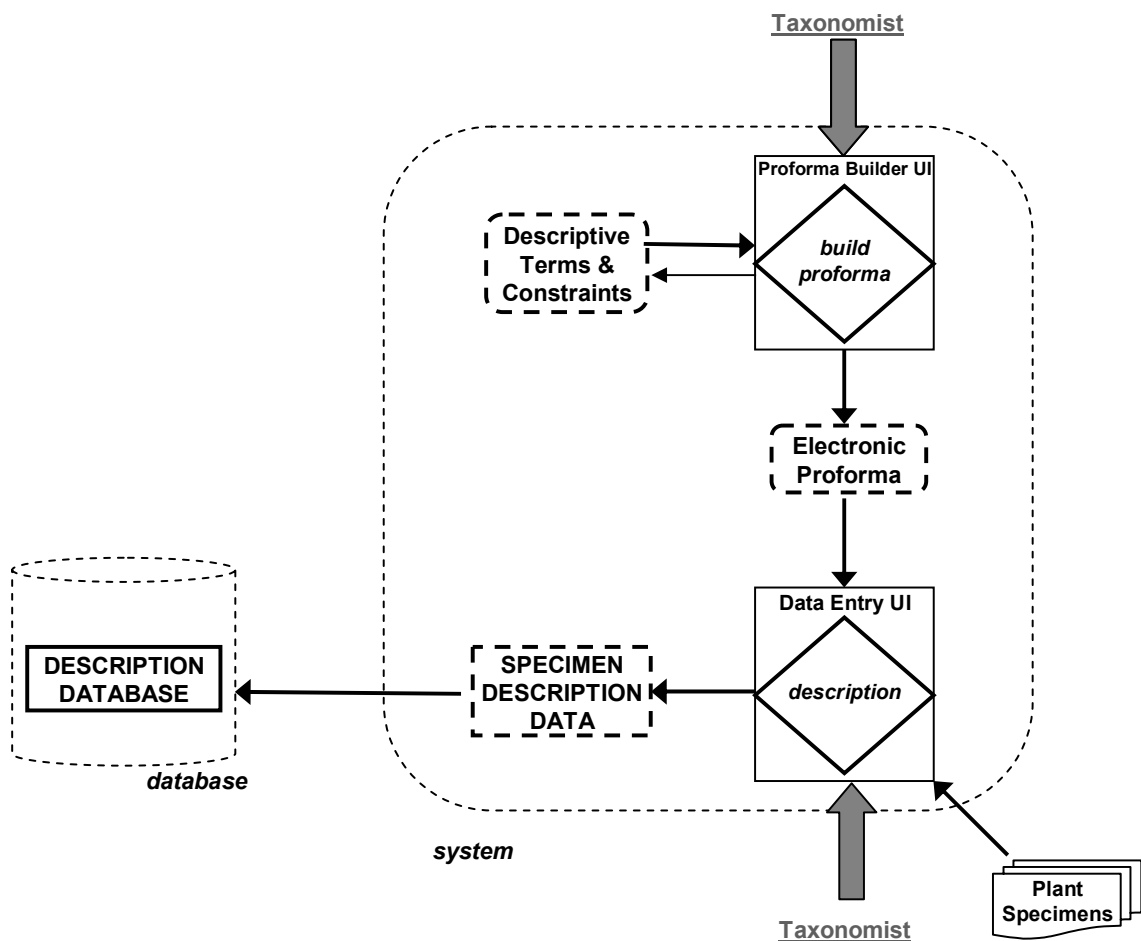 Taxonomist
Proforma Builder UI
build
proforma
Descriptive
Terms &
Constraints
Electronic
Proforma
Data Entry UI
description
SPECIMEN
DESCRIPTION
DATA
DESCRIPTION
DATABASE
database
system
Plant
Specimens
Taxonomist